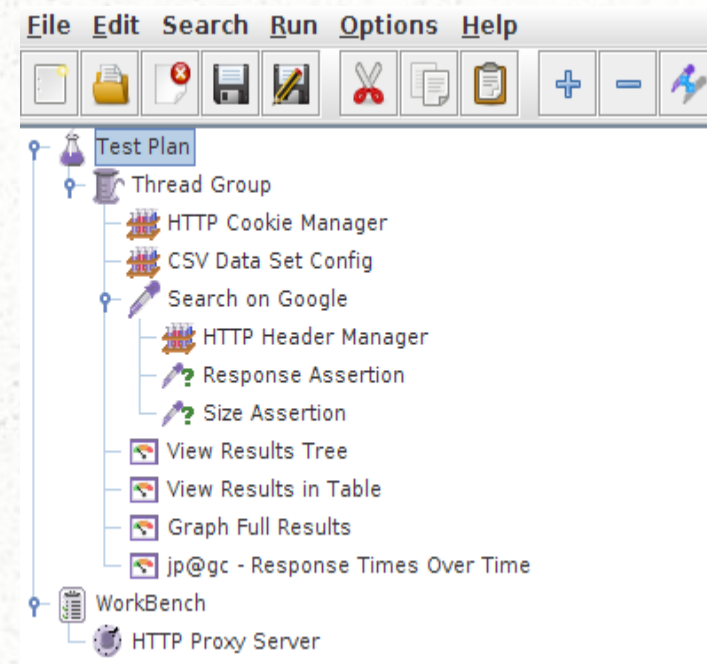 File Edit Search Run Options Help
Test Plan
Thread Group
HTTP Cookie Manager
CSV Data Set Config
Search on Google
HTTP Header Manager
Response Assertion
Size Assertion
View Results Tree
View Results in Table
Graph Full Results
jp@gc - Response Times Over Time
WorkBench
HTTP Proxy Server